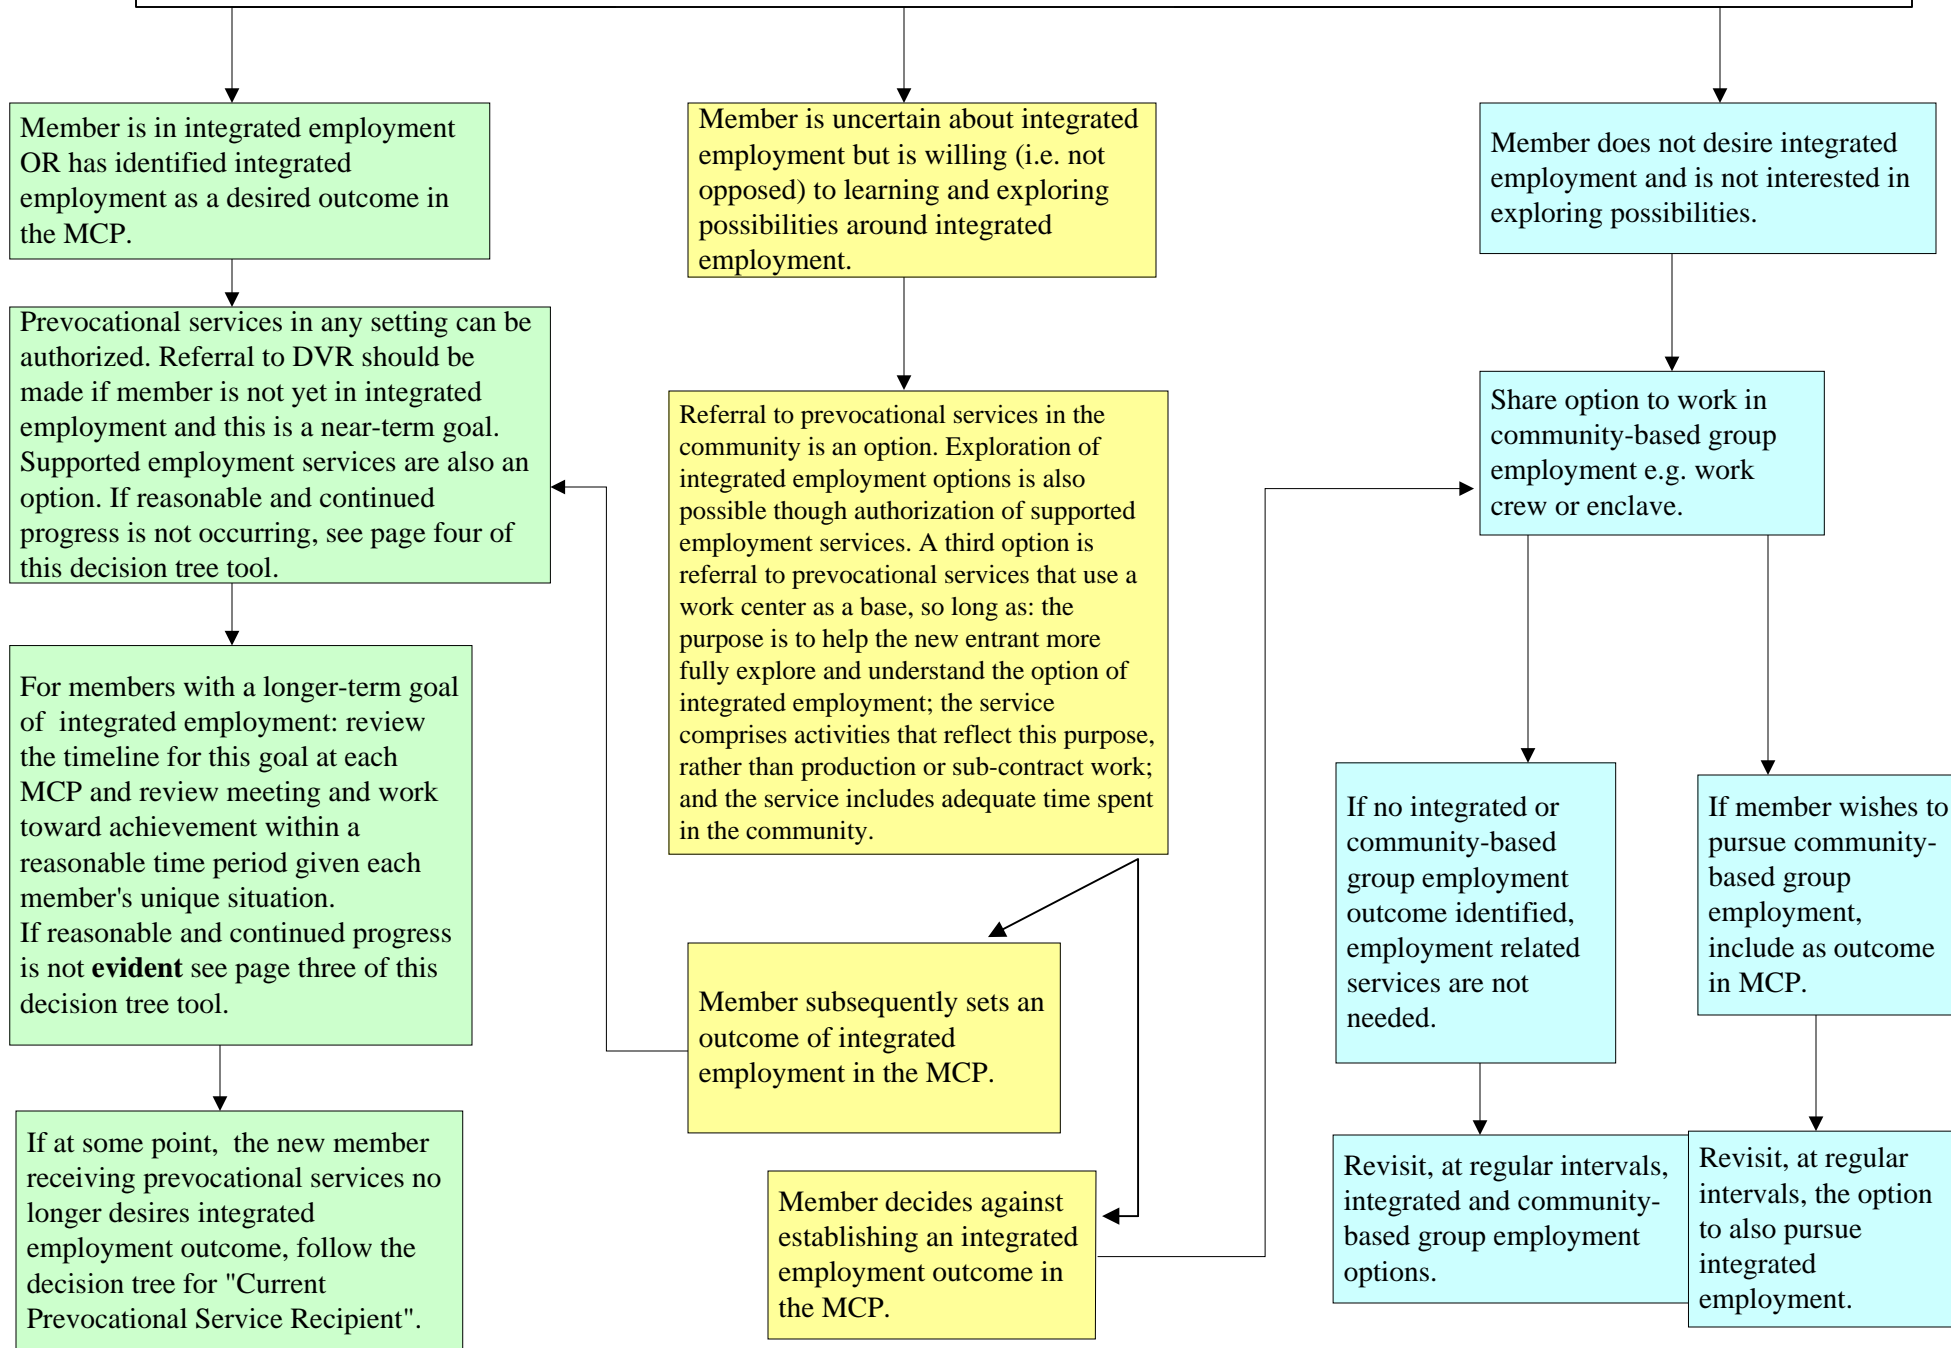 Member is in integrated employment
OR has identified integrated
employment as a desired outcome in
the MCP.
Prevocational services in any setting can be
authorized. Referral to DVR should be
made if member is not yet in integrated
employment and this is a near-term goal.
Supported employment services are also an
option. If reasonable and continued
progress is not occurring, see page four of
this decision tree tool.
For members with a longer-term goal
of  integrated employment: review
the timeline for this goal at each
MCP and review meeting and work
toward achievement within a
reasonable time period given each
member's unique situation.
If reasonable and continued progress
is not evident see page three of this
decision tree tool.
If at some point,  the new member
receiving prevocational services no
longer desires integrated
employment outcome, follow the
decision tree for "Current
Prevocational Service Recipient".
Member is uncertain about integrated
employment but is willing (i.e. not
opposed) to learning and exploring
possibilities around integrated
employment.
Referral to prevocational services in the
community is an option. Exploration of
integrated employment options is also
possible though authorization of supported
employment services. A third option is
referral to prevocational services that use a
work center as a base, so long as: the
purpose is to help the new entrant more
fully explore and understand the option of
integrated employment; the service
comprises activities that reflect this purpose,
rather than production or sub-contract work;
and the service includes adequate time spent
in the community.
Member subsequently sets an
outcome of integrated
employment in the MCP.
Member decides against
establishing an integrated
employment outcome in
the MCP.
Member does not desire integrated
employment and is not interested in
exploring possibilities.
Share option to work in
community-based group
employment e.g. work
crew or enclave.
If no integrated or
community-based
group employment
outcome identified,
employment related
services are not
needed.
Revisit, at regular intervals,
integrated and community-
based group employment
options.
If member wishes to
pursue community-
based group
employment,
include as outcome
in MCP.
Revisit, at regular
intervals, the option
to also pursue
integrated
employment.